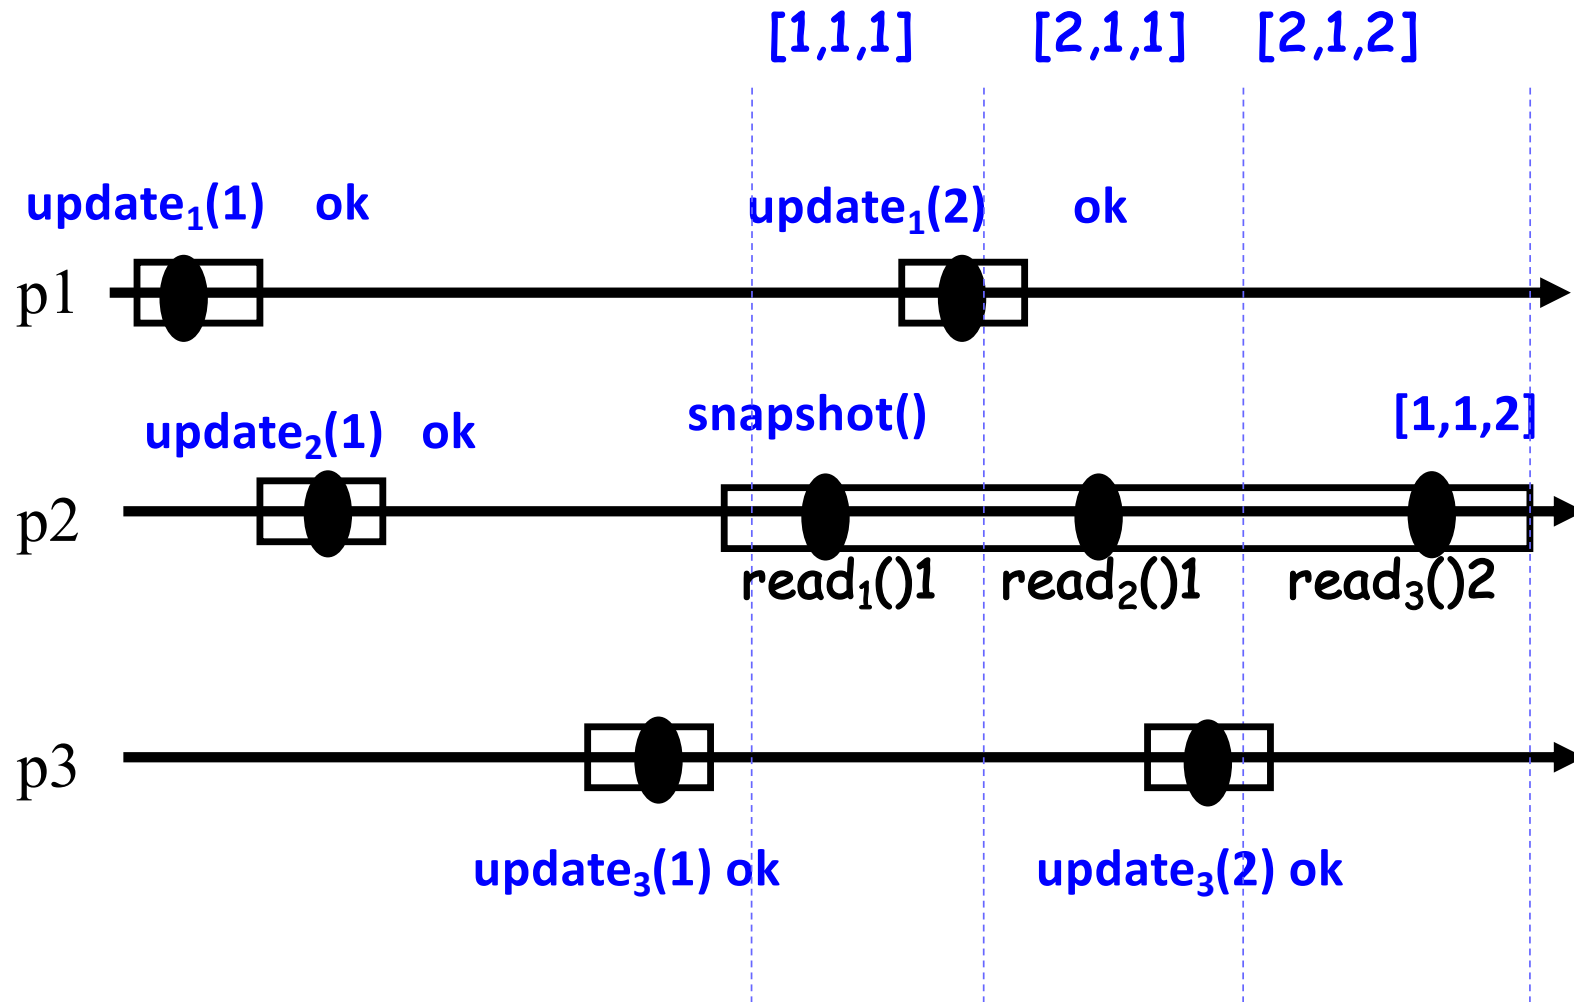 [1,1,1] [2,1,1] [2,1,2]
update₁(1) ok update₁(2) ok
p1
snapshot() [1,1,2]
update₂(1) ok
p2
read₁()1 read₂()1 read₃()2
p3
update₃(1) ok update₃(2) ok